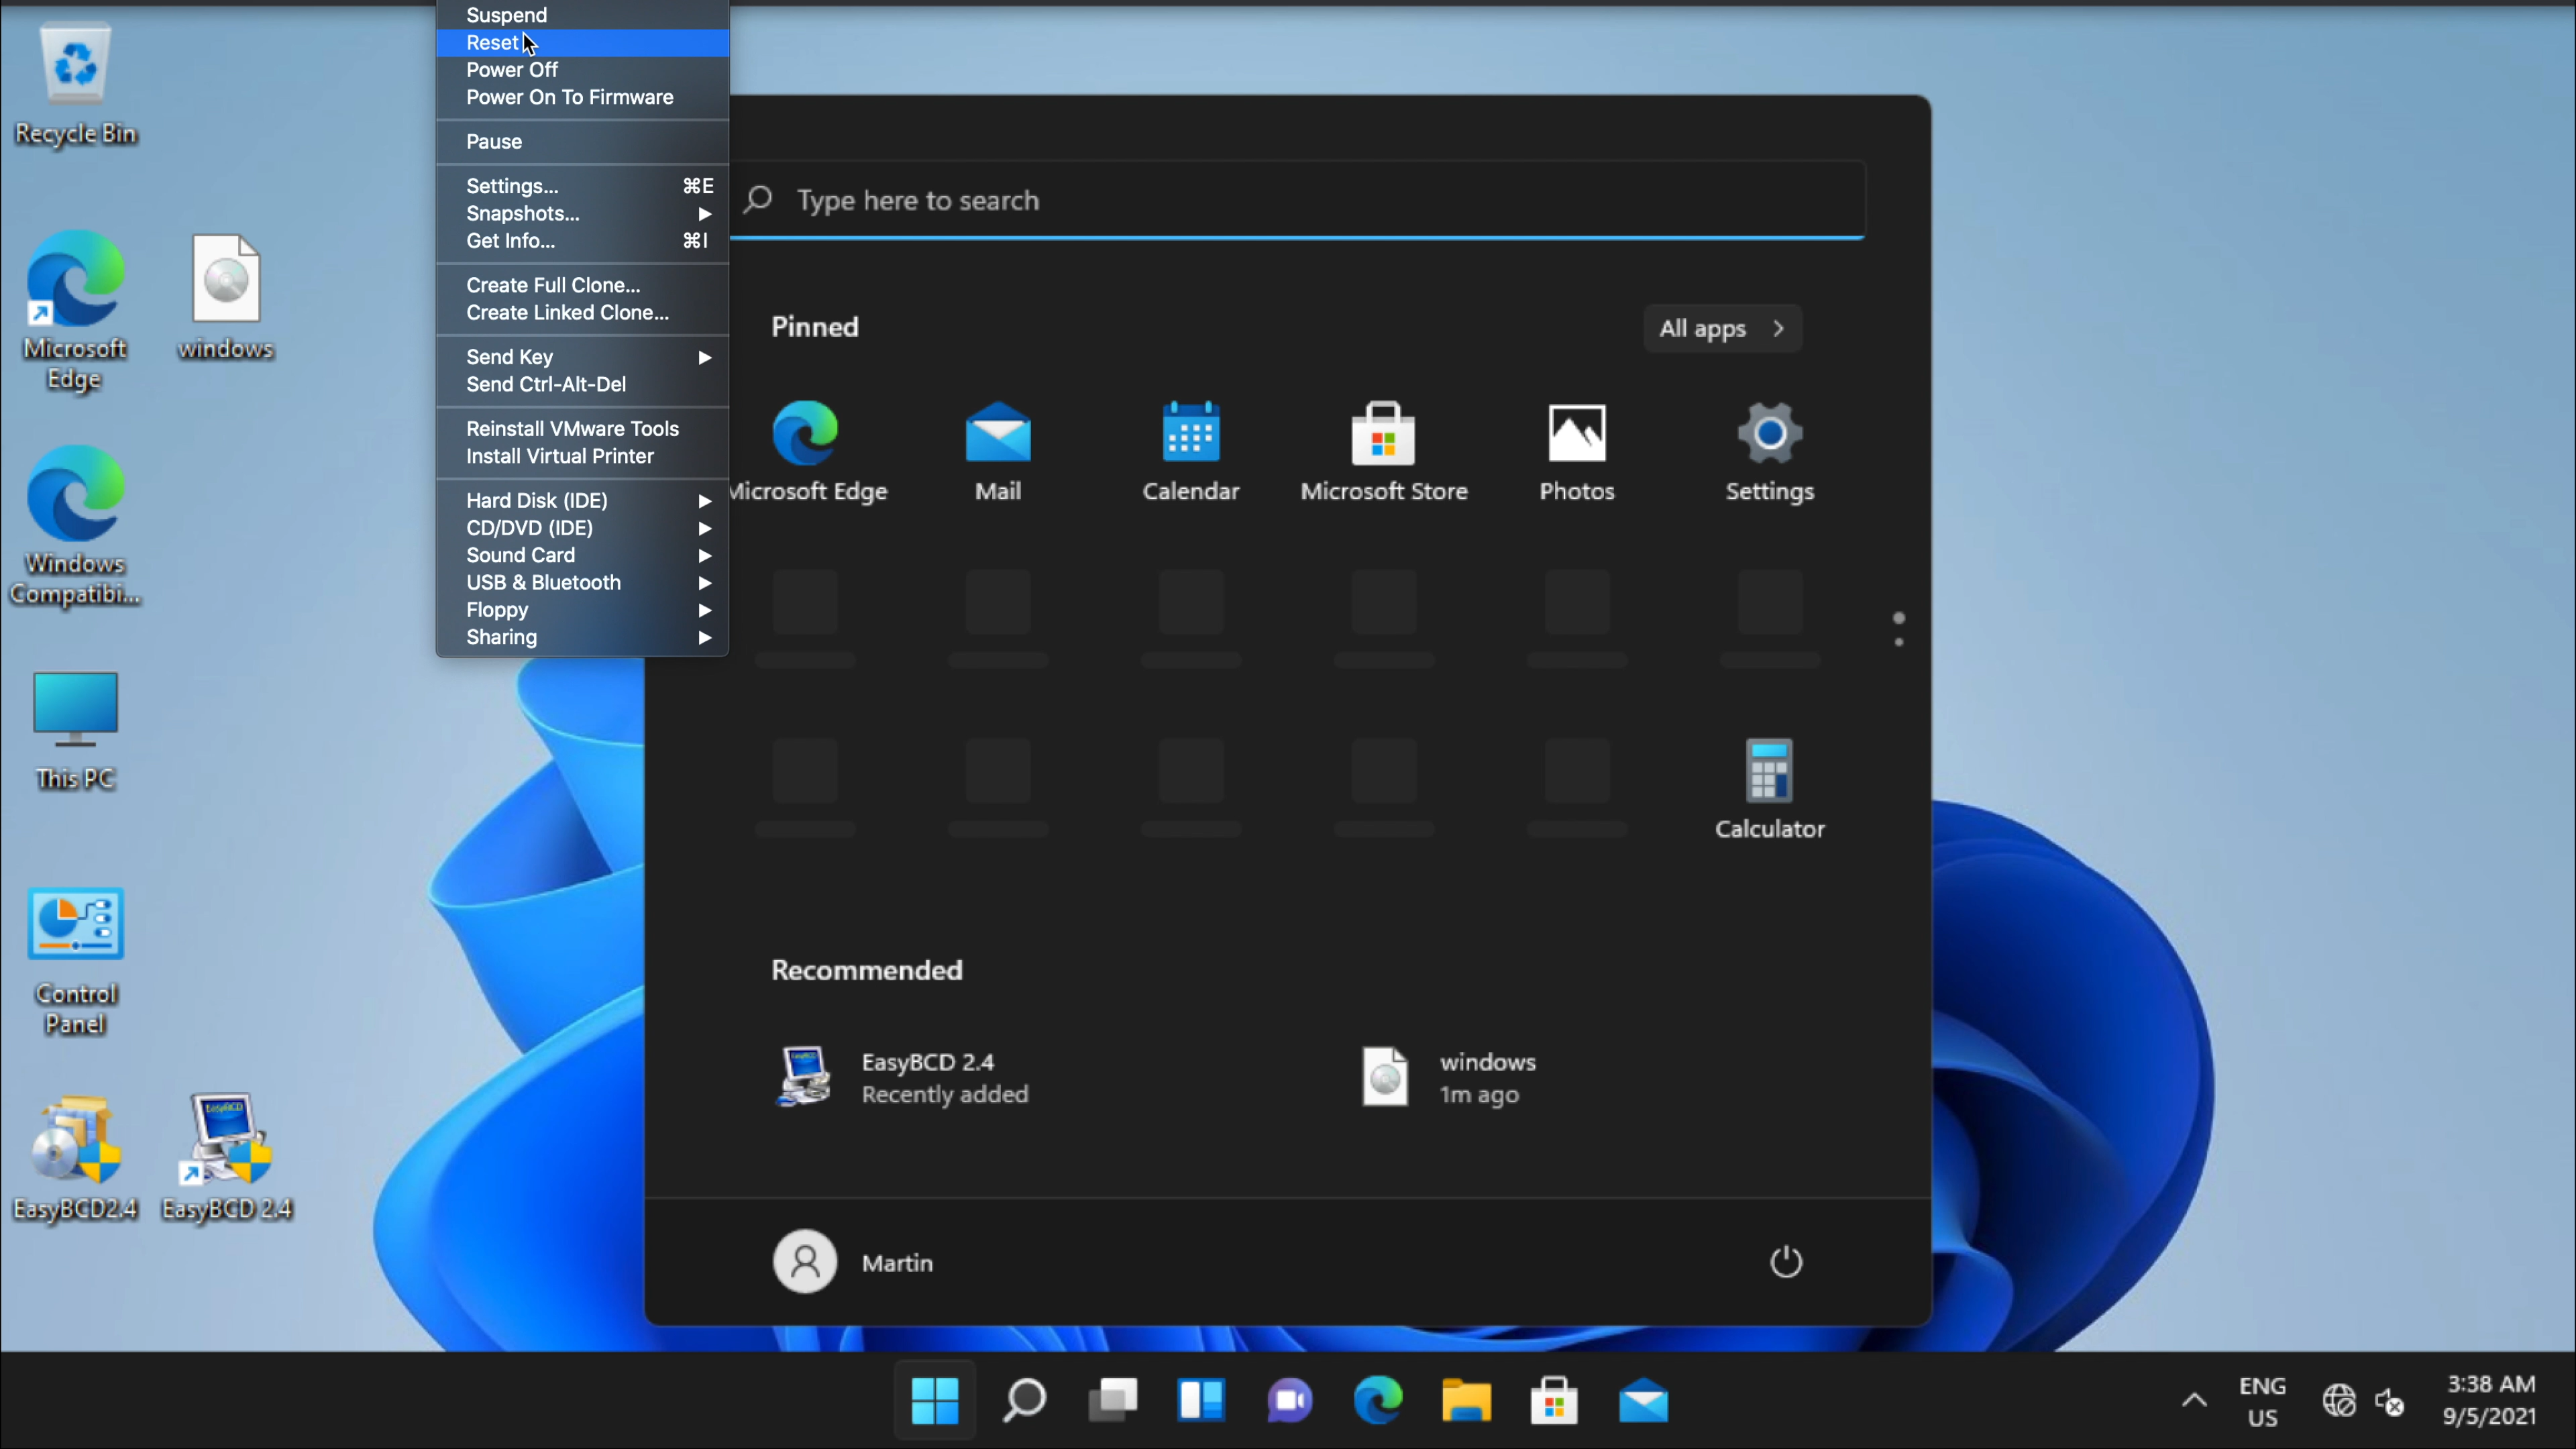 Suspend
Reset
Power Off
Power On To Firmware
Pause
Settings... ⌘E
Snapshots...
Get Info... ⌘I
Create Full Clone...
Create Linked Clone...
Send Key
Send Ctrl-Alt-Del
Reinstall VMware Tools
Install Virtual Printer
Hard Disk (IDE)
CD/DVD (IDE)
Sound Card
USB & Bluetooth
Floppy
Sharing
Recycle Bin
Microsoft
Edge
windows
Windows
Compatibi...
This PC
Control
Panel
EasyBCD2.4
EasyBCD 2.4
Type here to search
Pinned
All apps
Microsoft Edge
Mail
Calendar
Microsoft Store
Photos
Settings
Calculator
Recommended
EasyBCD 2.4
Recently added
windows
1m ago
Martin
ENG
US
3:38 AM
9/5/2021